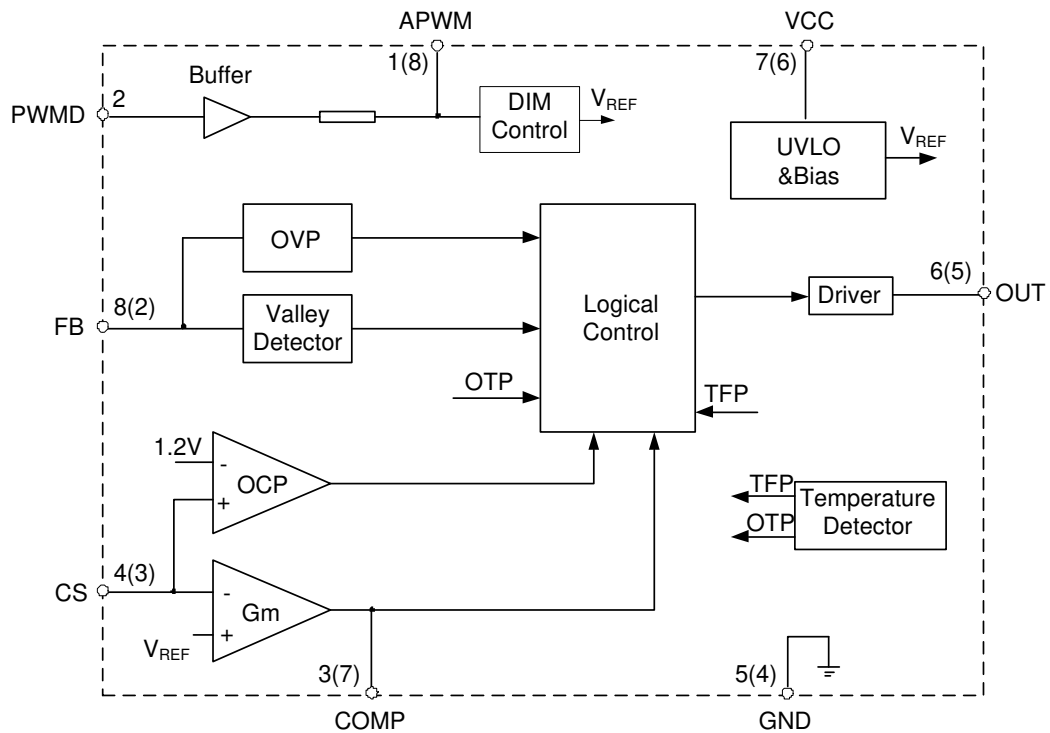 APWM
VCC
1(8)
7(6)
Buffer
PWMD
2
DIM
Control
VREF
UVLO
&Bias
VREF
OVP
8(2)
FB
Valley
Detector
Logical
Control
Driver
6(5)
OUT
OTP
TFP
1.2V
-
OCP
+
TFP
OTP
Temperature
Detector
CS
4(3)
-
Gm
+
VREF
3(7)
COMP
5(4)
GND